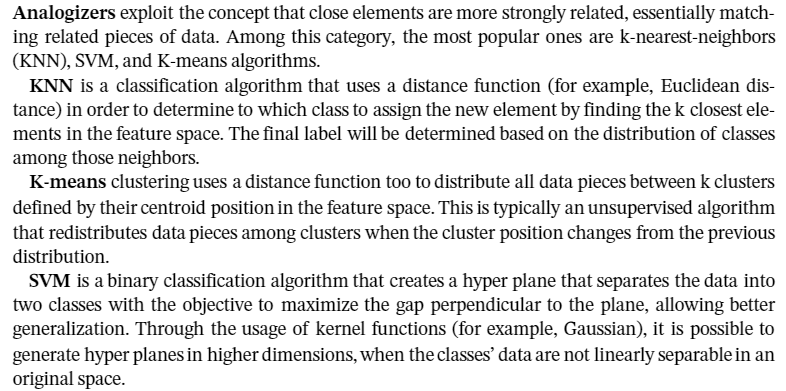 Analogizers exploit the concept that close elements are more strongly related, essentially match-
ing related pieces of data. Among this category, the most popular ones are k-nearest-neighbors
(KNN), SVM, and K-means algorithms.
KNN is a classification algorithm that uses a distance function (for example, Euclidean dis-
tance) in order to determine to which class to assign the new element by finding the k closest ele-
ments in the feature space. The final label will be determined based on the distribution of classes
among those neighbors.
K-means clustering uses a distance function too to distribute all data pieces between k clusters
defined by their centroid position in the feature space. This is typically an unsupervised algorithm
that redistributes data pieces among clusters when the cluster position changes from the previous
distribution.
SVM is a binary classification algorithm that creates a hyper plane that separates the data into
two classes with the objective to maximize the gap perpendicular to the plane, allowing better
generalization. Through the usage of kernel functions (for example, Gaussian), it is possible to
generate hyper planes in higher dimensions, when the classes’ data are not linearly separable in an
original space.